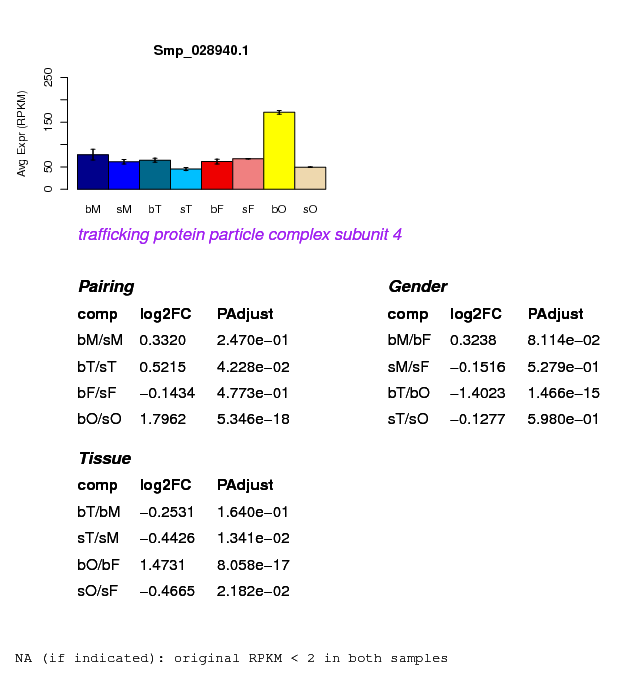 Smp_028940.1
Avg Expr (RPKM)
250
150
50
0
bM sM bT sT bF sF bO sO
trafficking protein particle complex subunit 4
Pairing
comp log2FC PAdjust
bM/sM 0.3320 2.470e−01
bT/sT 0.5215 4.228e−02
bF/sF −0.1434 4.773e−01
bO/sO 1.7962 5.346e−18
Gender
comp log2FC PAdjust
bM/bF 0.3238 8.114e−02
sM/sF −0.1516 5.279e−01
bT/bO −1.4023 1.466e−15
sT/sO −0.1277 5.980e−01
Tissue
comp log2FC PAdjust
bT/bM −0.2531 1.640e−01
sT/sM −0.4426 1.341e−02
bO/bF 1.4731 8.058e−17
sO/sF −0.4665 2.182e−02
NA (if indicated): original RPKM < 2 in both samples